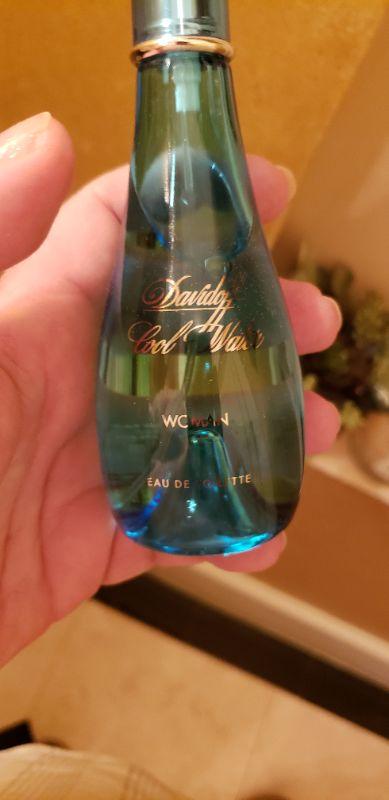 Davidoff
Cool Water
WOMAN
EAU DE TOILETTE